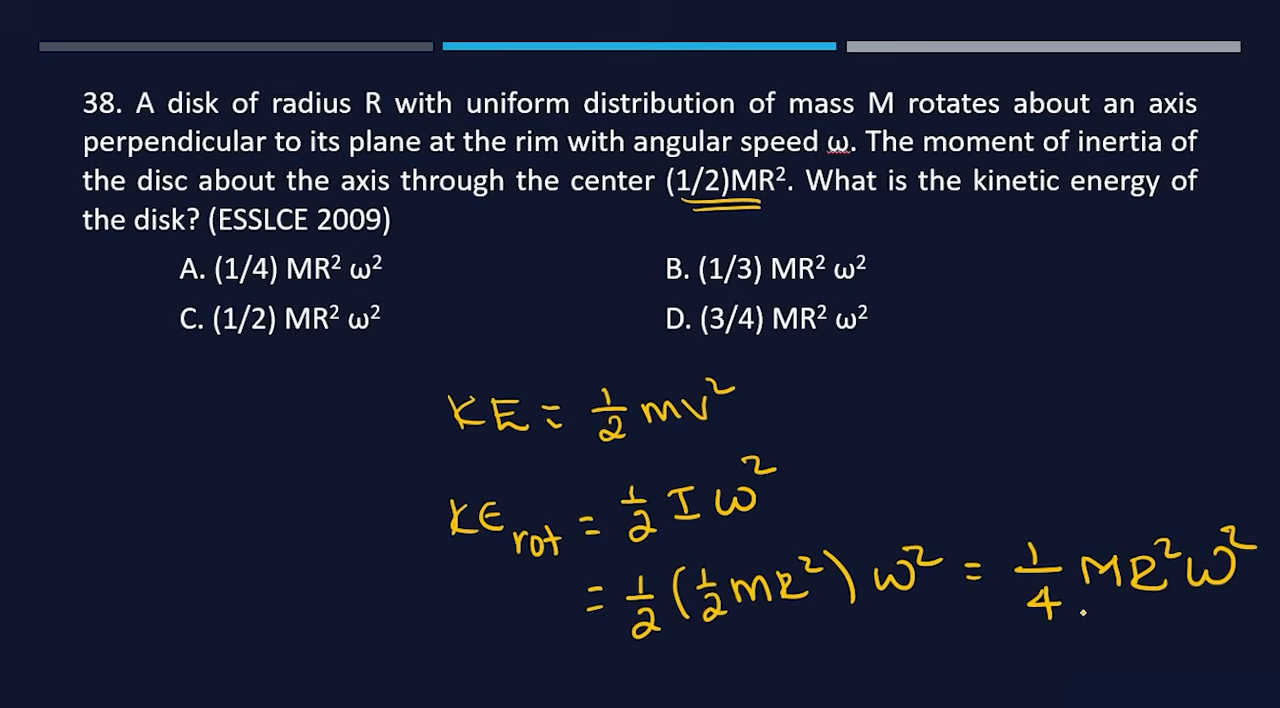 38. A disk of radius R with uniform distribution of mass M rotates about an axis
perpendicular to its plane at the rim with angular speed ω. The moment of inertia of
the disc about the axis through the center (1/2)MR². What is the kinetic energy of
the disk? (ESSLCE 2009)
A. (1/4) MR² ω² B. (1/3) MR² ω²
C. (1/2) MR² ω² D. (3/4) MR² ω²
KE = 1/2 mv²
KE rot = 1/2 I ω²
= 1/2 (1/2 mR²) ω² = 1/4 MR²ω²